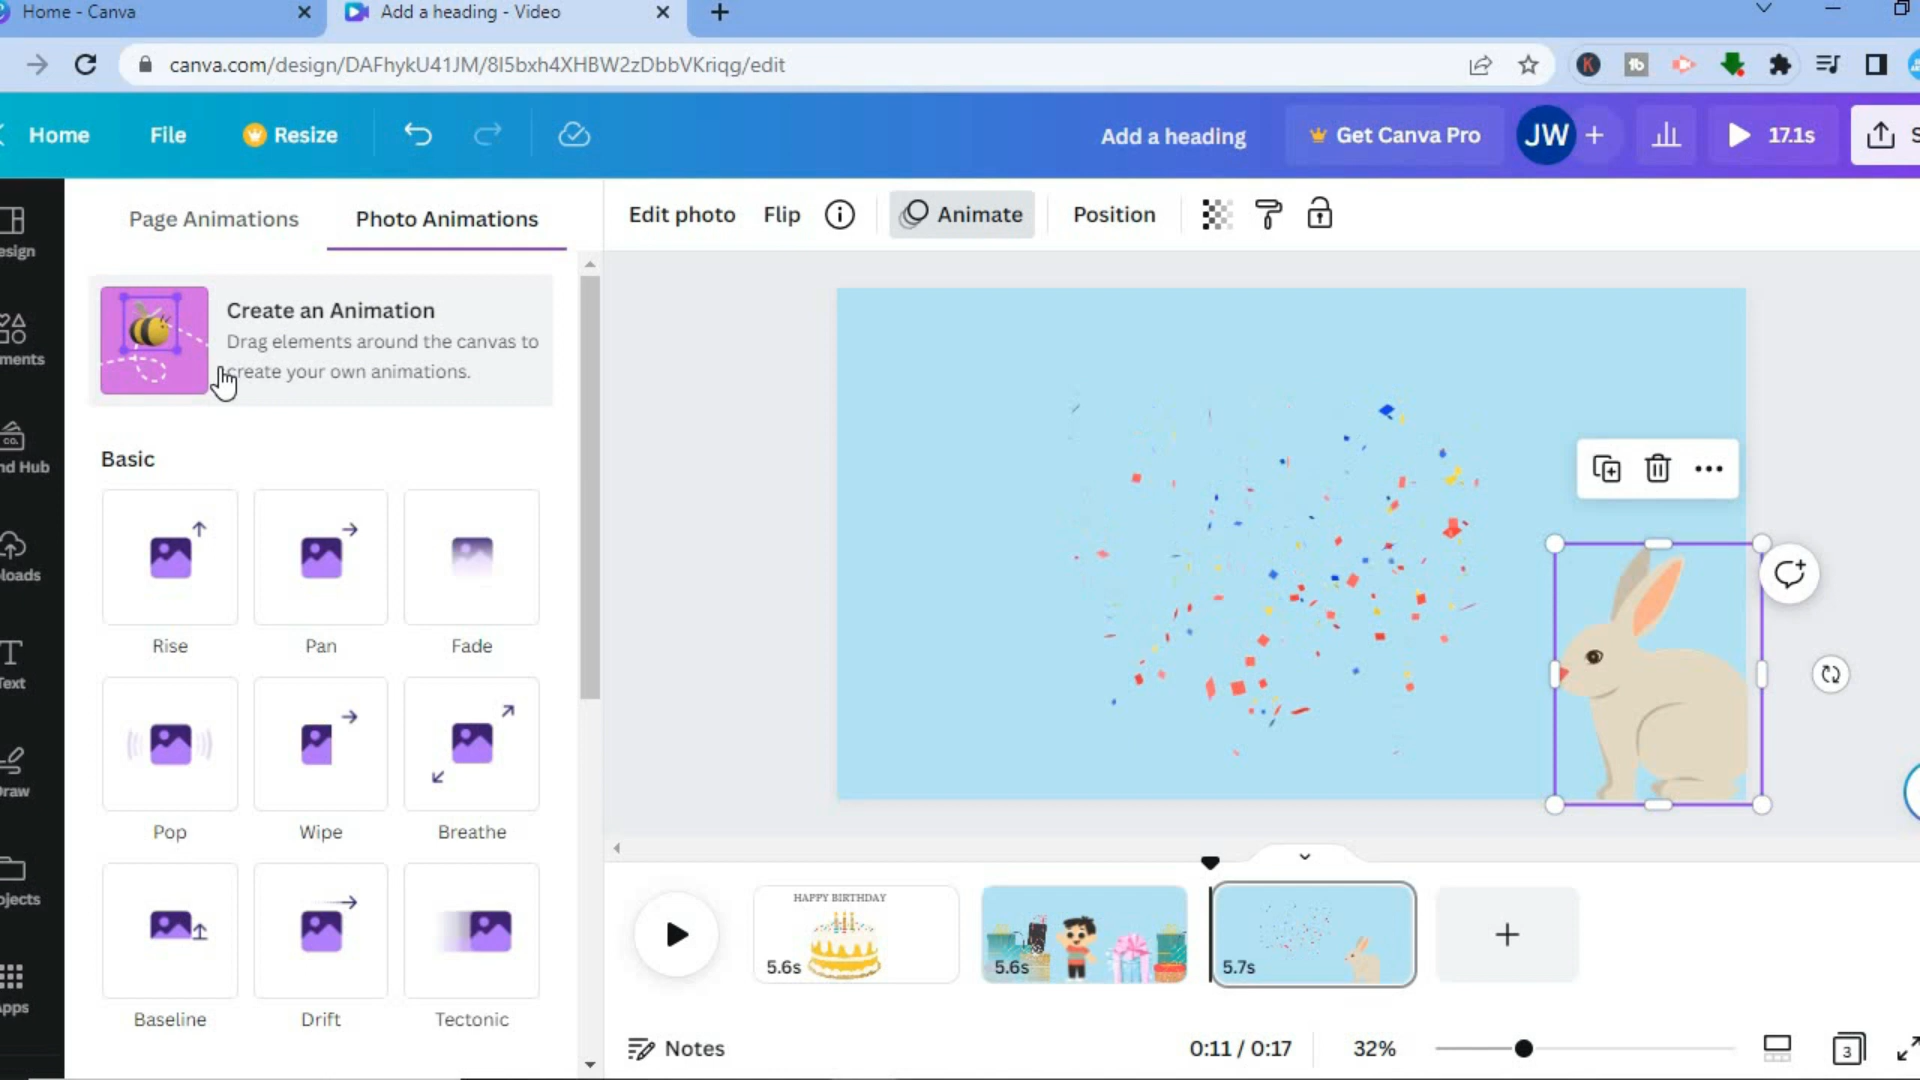 Home - Canva
Add a heading - Video
canva.com/design/DAFhykU41JM/8I5bxh4XHBW2zDbbVKriqg/edit
Home
File
Resize
Add a heading
Get Canva Pro
JW
17.1s
S
esign
ments
nd Hub
loads
Text
Draw
ojects
Apps
Page Animations
Photo Animations
Create an Animation
Drag elements around the canvas to
create your own animations.
Basic
Rise
Pan
Fade
Pop
Wipe
Breathe
Baseline
Drift
Tectonic
Edit photo
Flip
Animate
Position
HAPPY BIRTHDAY
5.6s
5.6s
5.7s
Notes
0:11 / 0:17
32%
3